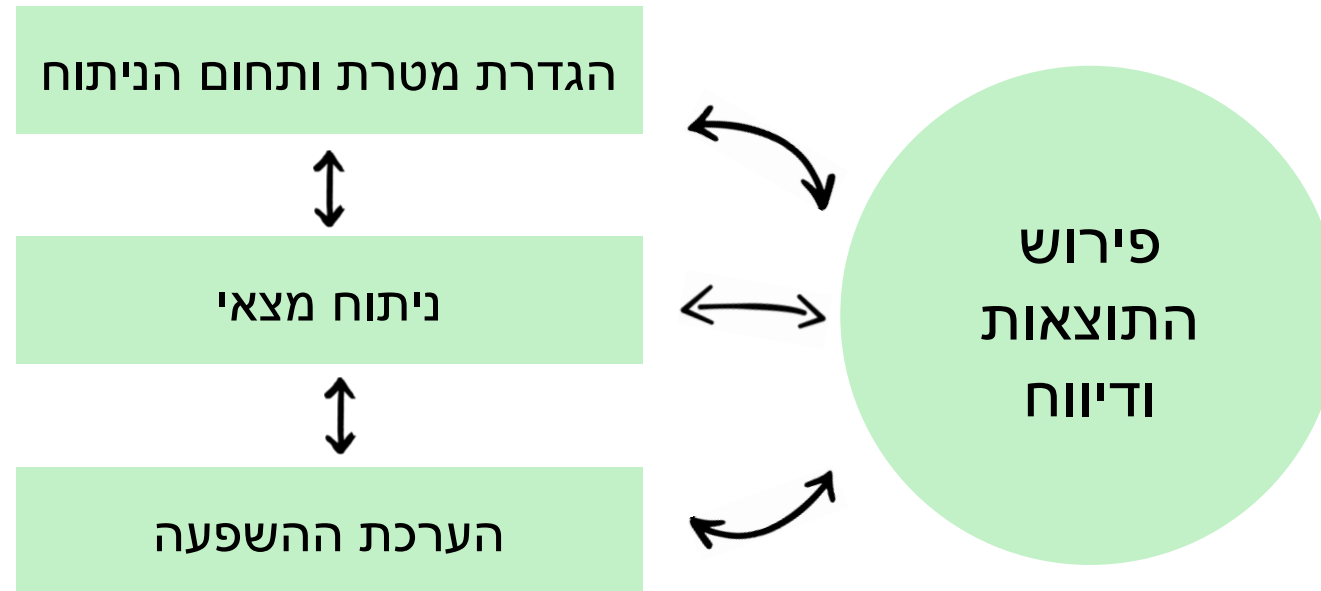 הגדרת מטרת ותחום הניתוח
ניתוח מצאי
הערכת ההשפעה
פירוש
התוצאות
ודיווח